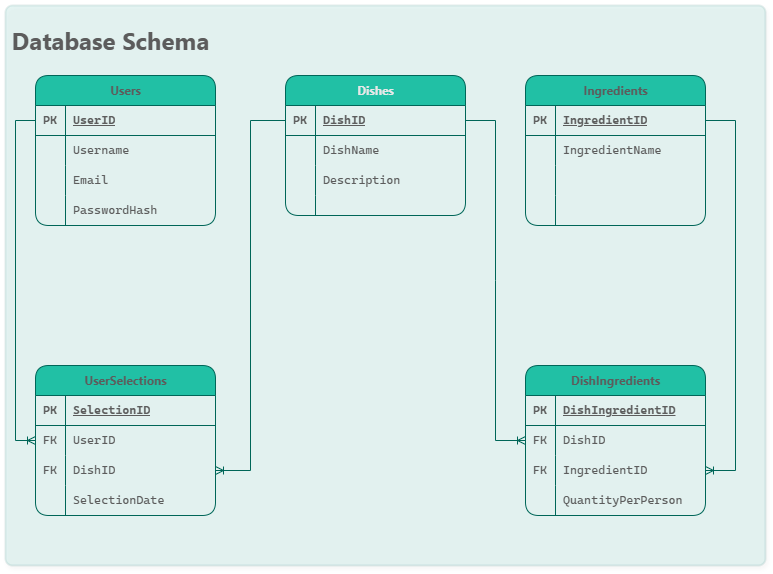 Database Schema
Users
PK UserID
Username
Email
PasswordHash
Dishes
PK DishID
DishName
Description
Ingredients
PK IngredientID
IngredientName
UserSelections
PK SelectionID
FK UserID
FK DishID
SelectionDate
DishIngredients
PK DishIngredientID
FK DishID
FK IngredientID
QuantityPerPerson